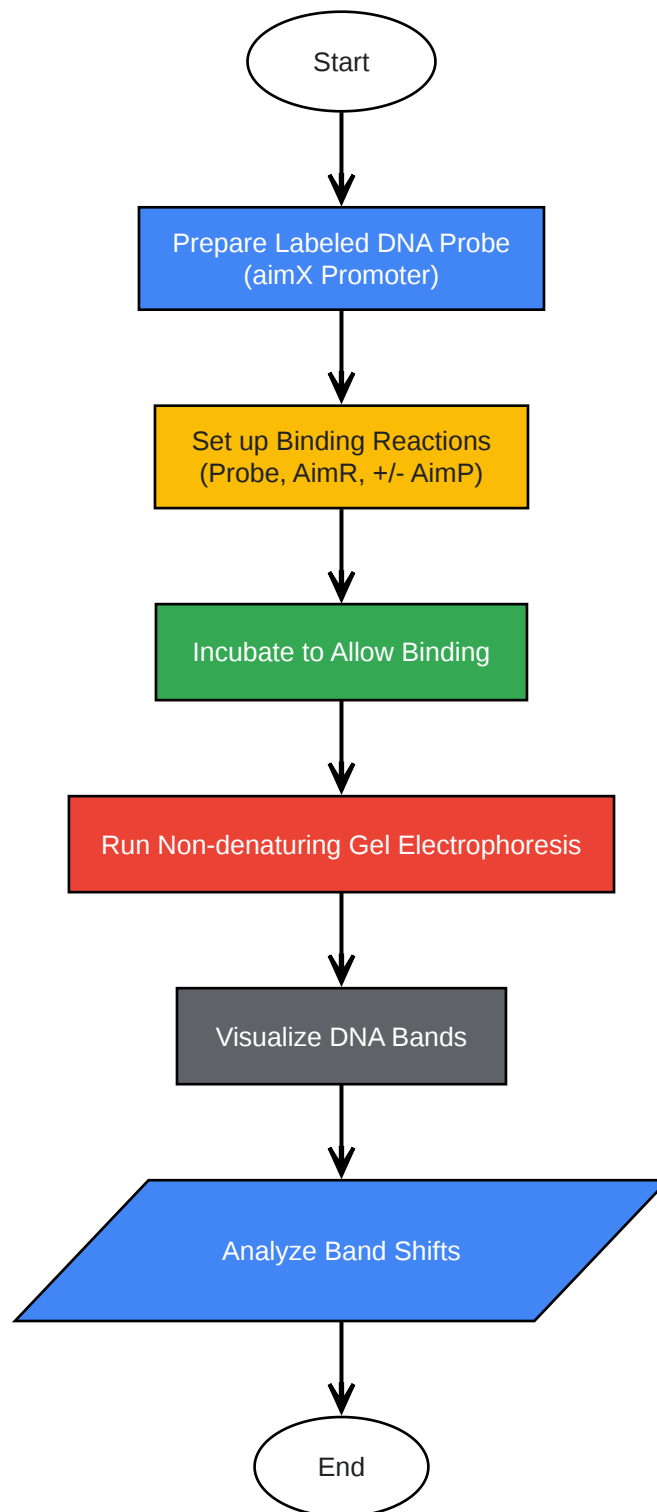 Start
Prepare Labeled DNA Probe
(aimX Promoter)
Set up Binding Reactions
(Probe, AimR, +/- AimP)
Incubate to Allow Binding
Run Non-denaturing Gel Electrophoresis
Visualize DNA Bands
Analyze Band Shifts
End